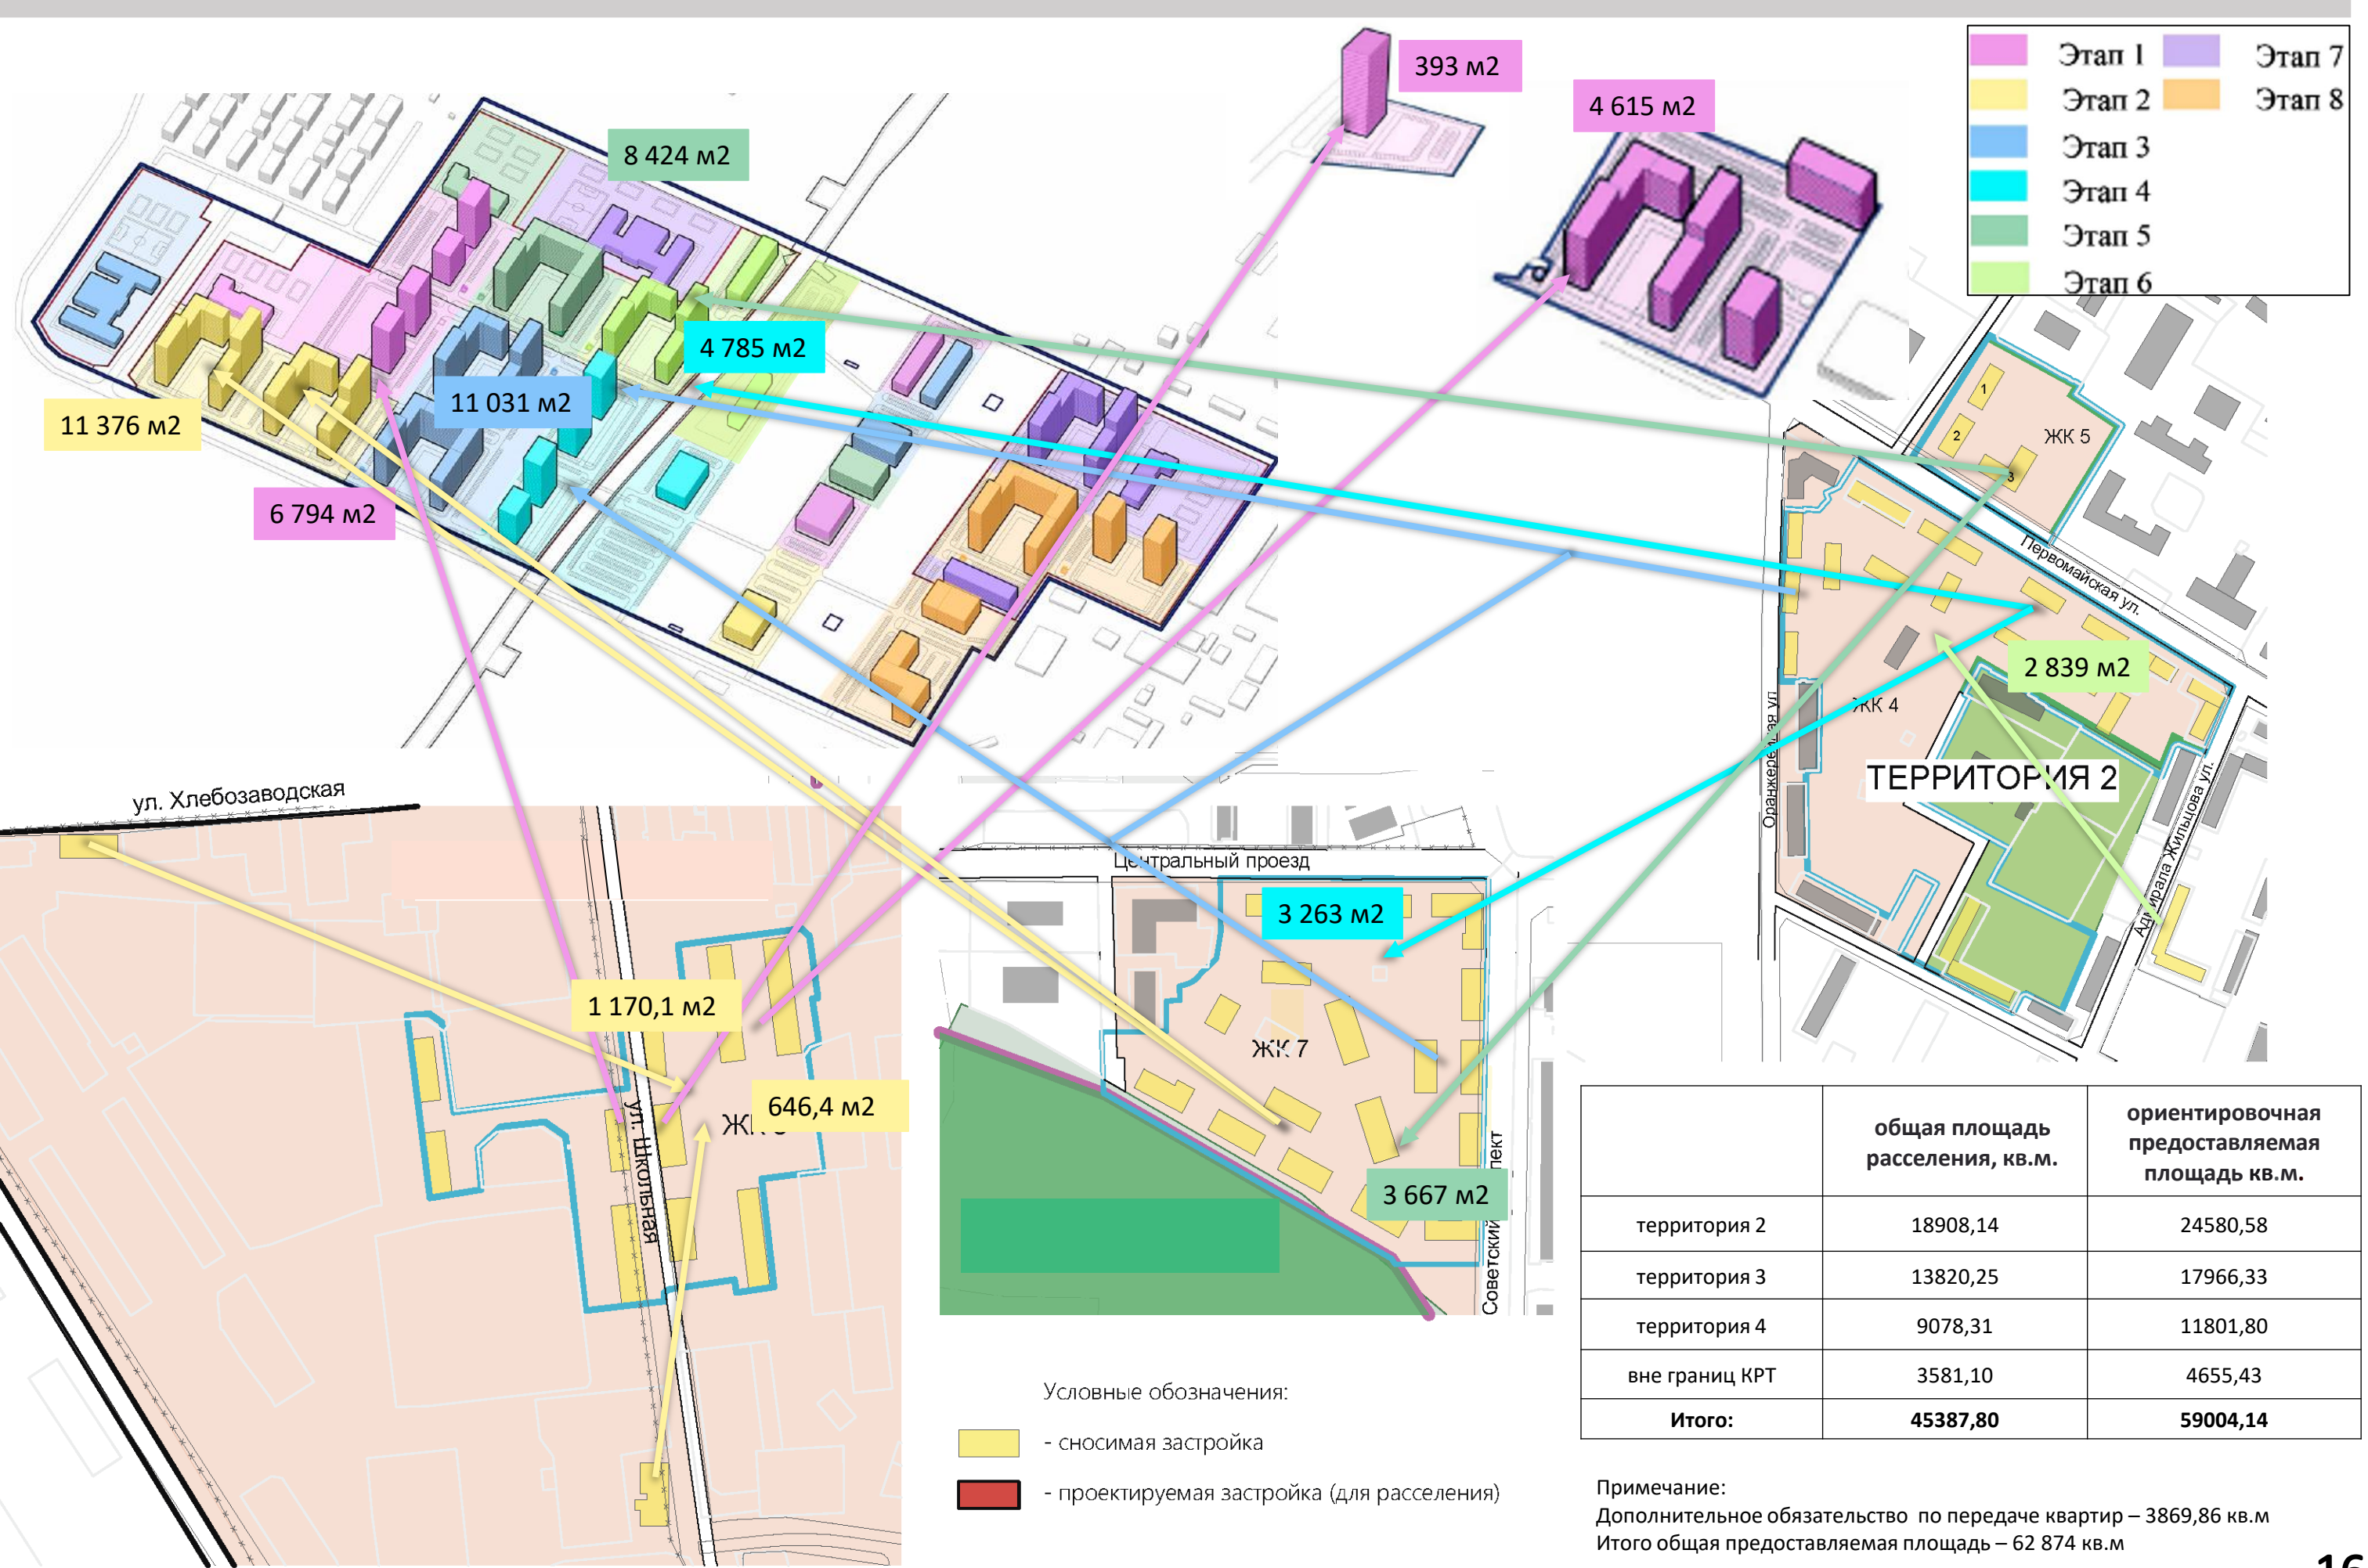 393 м2
4 615 м2
Этап 1
Этап 7
Этап 2
Этап 8
Этап 3
Этап 4
Этап 5
Этап 6
8 424 м2
4 785 м2
11 031 м2
11 376 м2
6 794 м2
1
2
3
ЖК 5
Первомайская ул.
2 839 м2
ЖК 4
Оранжерейная ул
ТЕРРИТОРИЯ 2
Адмирала Жильцова ул.
ул. Хлебозаводская
1 170,1 м2
646,4 м2
ул. Школьная
Центральный проезд
3 263 м2
ЖК 7
3 667 м2
Советский
общая площадь
расселения, кв.м.
ориентировочная
предоставляемая
площадь кв.м.
территория 2 18908,14 24580,58
территория 3 13820,25 17966,33
территория 4 9078,31 11801,80
вне границ КРТ 3581,10 4655,43
Итого: 45387,80 59004,14
Условные обозначения:
- сносимая застройка
- проектируемая застройка (для расселения)
Примечание:
Дополнительное обязательство по передаче квартир – 3869,86 кв.м
Итого общая предоставляемая площадь – 62 874 кв.м